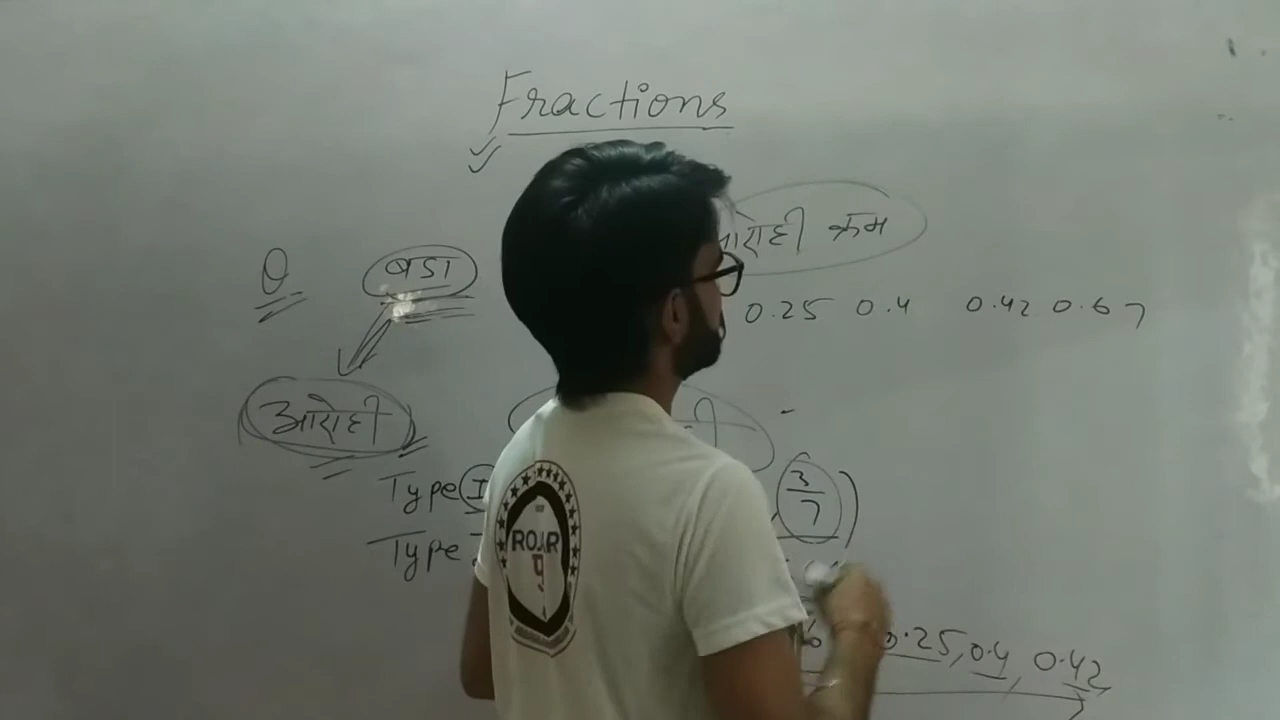 Fractions
आरोही क्रम
Q बडा
0.25 0.4 0.42 0.67
आरोही
Type I
3/7
Type
ROAR
9
0.25, 0.4, 0.42